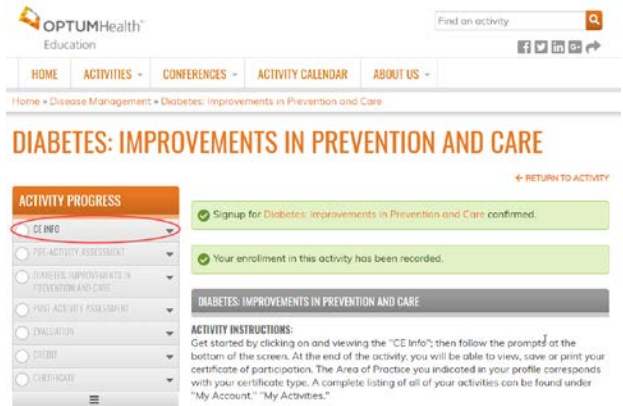 OPTUMHealth™
Education
Find an activity
HOME ACTIVITIES CONFERENCES ACTIVITY CALENDAR ABOUT US
Home » Disease Management » Diabetes: Improvements in Prevention and Care
DIABETES: IMPROVEMENTS IN PREVENTION AND CARE
RETURN TO ACTIVITY
ACTIVITY PROGRESS
CE INFO
PRE-ACTIVITY ASSESSMENT
DIABETES: IMPROVEMENTS IN
PREVENTION AND CARE
POST-ACTIVITY ASSESSMENT
EVALUATION
CREDIT
CERTIFICATE
Signup for Diabetes: Improvements in Prevention and Care confirmed.
Your enrollment in this activity has been recorded.
DIABETES: IMPROVEMENTS IN PREVENTION AND CARE
ACTIVITY INSTRUCTIONS:
Get started by clicking on and viewing the "CE Info"; then follow the prompts at the
bottom of the screen. At the end of the activity, you will be able to view, save or print your
certificate of participation. The Area of Practice you indicated in your profile corresponds
with your certificate type. A complete listing of all of your activities can be found under
"My Account." "My Activities."